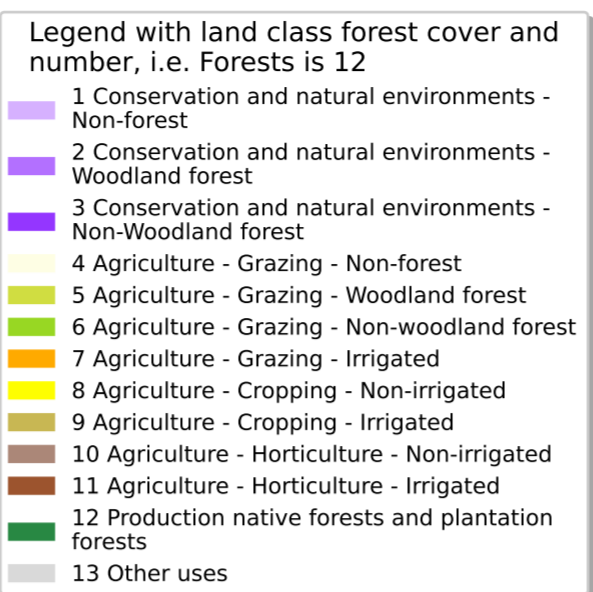 Legend with land class forest cover and
number, i.e. Forests is 12
1 Conservation and natural environments -
Non-forest
2 Conservation and natural environments -
Woodland forest
3 Conservation and natural environments -
Non-Woodland forest
4 Agriculture - Grazing - Non-forest
5 Agriculture - Grazing - Woodland forest
6 Agriculture - Grazing - Non-woodland forest
7 Agriculture - Grazing - Irrigated
8 Agriculture - Cropping - Non-irrigated
9 Agriculture - Cropping - Irrigated
10 Agriculture - Horticulture - Non-irrigated
11 Agriculture - Horticulture - Irrigated
12 Production native forests and plantation
forests
13 Other uses